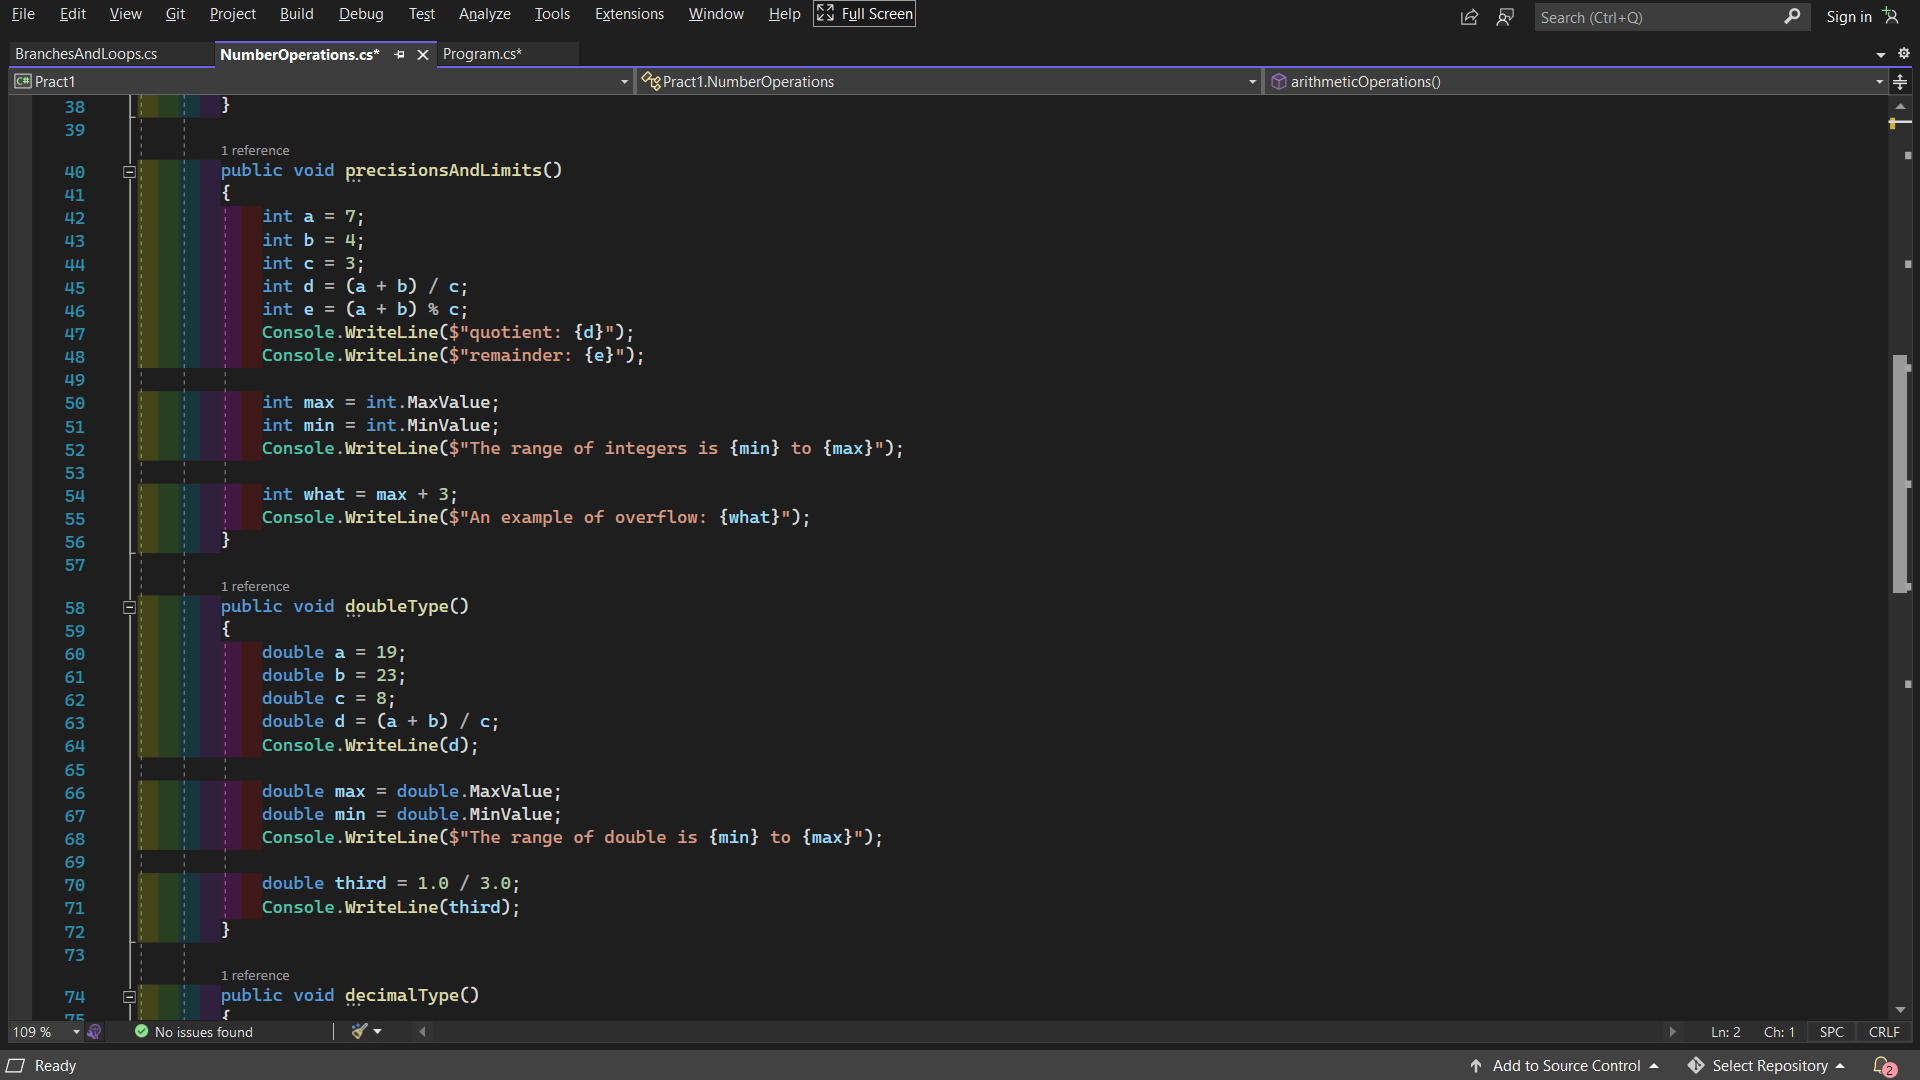 File Edit View Git Project Build Debug Test Analyze Tools Extensions Window Help Full Screen Search (Ctrl+Q) Sign in
BranchesAndLoops.cs NumberOperations.cs* Program.cs*
C# Pract1 Pract1.NumberOperations arithmeticOperations()
38 }
39
1 reference
40 public void precisionsAndLimits()
41 {
42 int a = 7;
43 int b = 4;
44 int c = 3;
45 int d = (a + b) / c;
46 int e = (a + b) % c;
47 Console.WriteLine($"quotient: {d}");
48 Console.WriteLine($"remainder: {e}");
49
50 int max = int.MaxValue;
51 int min = int.MinValue;
52 Console.WriteLine($"The range of integers is {min} to {max}");
53
54 int what = max + 3;
55 Console.WriteLine($"An example of overflow: {what}");
56 }
57
1 reference
58 public void doubleType()
59 {
60 double a = 19;
61 double b = 23;
62 double c = 8;
63 double d = (a + b) / c;
64 Console.WriteLine(d);
65
66 double max = double.MaxValue;
67 double min = double.MinValue;
68 Console.WriteLine($"The range of double is {min} to {max}");
69
70 double third = 1.0 / 3.0;
71 Console.WriteLine(third);
72 }
73
1 reference
74 public void decimalType()
75 {
109 % No issues found Ln: 2 Ch: 1 SPC CRLF
Ready Add to Source Control Select Repository 2